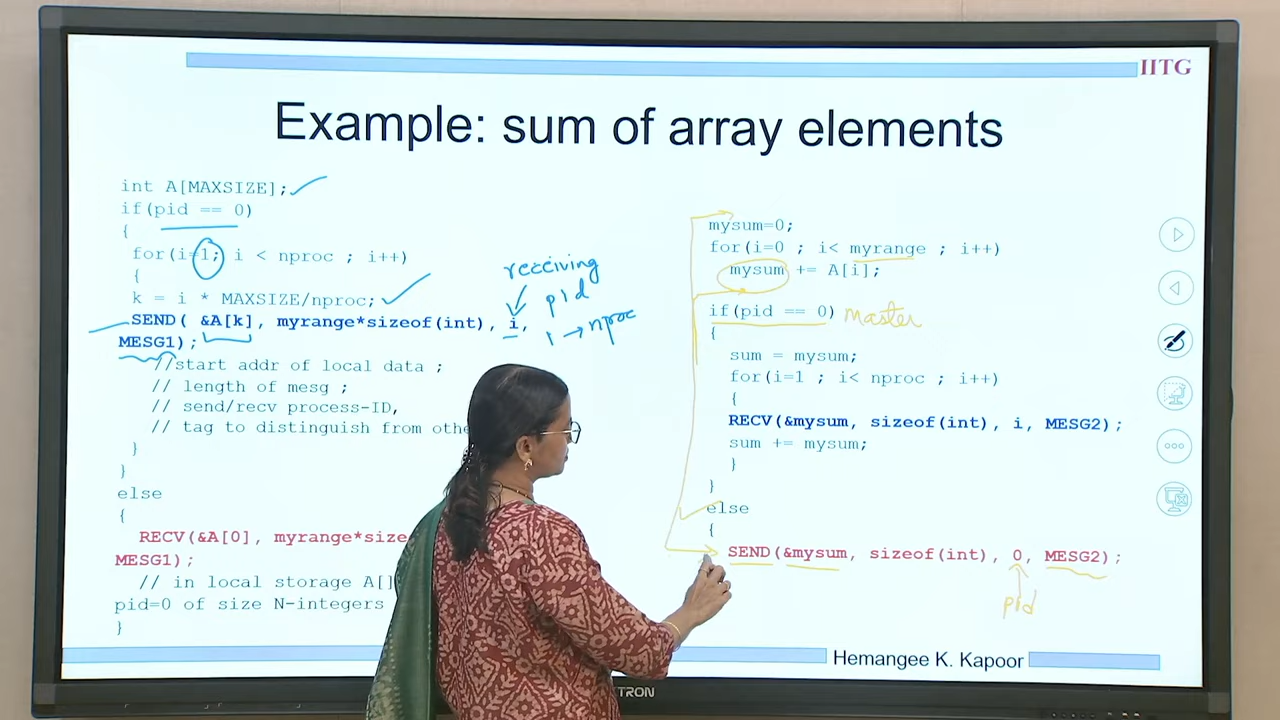 IITG
Example: sum of array elements
int A[MAXSIZE];
if(pid == 0)
{
for(i=1; i < nproc ; i++)
{
k = i * MAXSIZE/nproc;
SEND( &A[k], myrange*sizeof(int), i,
MESG1);
//start addr of local data ;
// length of mesg ;
// send/recv process-ID,
// tag to distinguish from
}
}
else
{
RECV(&A[0],
MESG1);
// in local storage A[]
pid=0 of size N-integers
}
receiving
pid
1 → nproc
mysum=0;
for(i=0 ; i< myrange ; i++)
mysum += A[i];
if(pid == 0) master
{
sum = mysum;
for(i=1 ; i< nproc ; i++)
{
RECV(&mysum, sizeof(int), i, MESG2);
sum += mysum;
}
}
else
{
SEND(&mysum, sizeof(int), 0, MESG2);
pid
Hemangee K. Kapoor